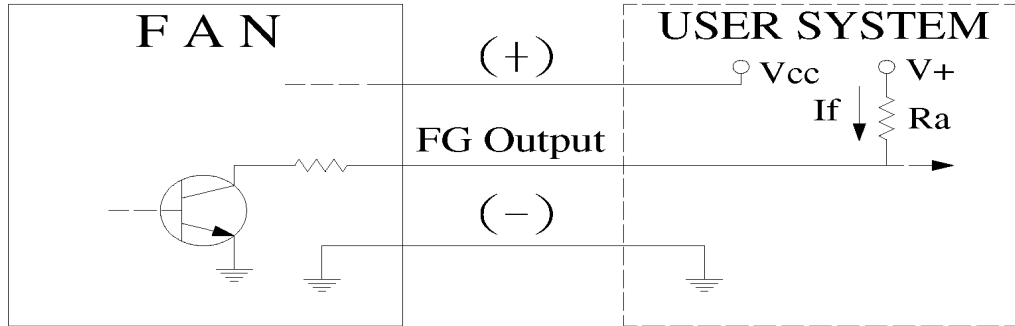 F A N
USER SYSTEM
(+)
Vcc
V+
If
Ra
FG Output
(-)